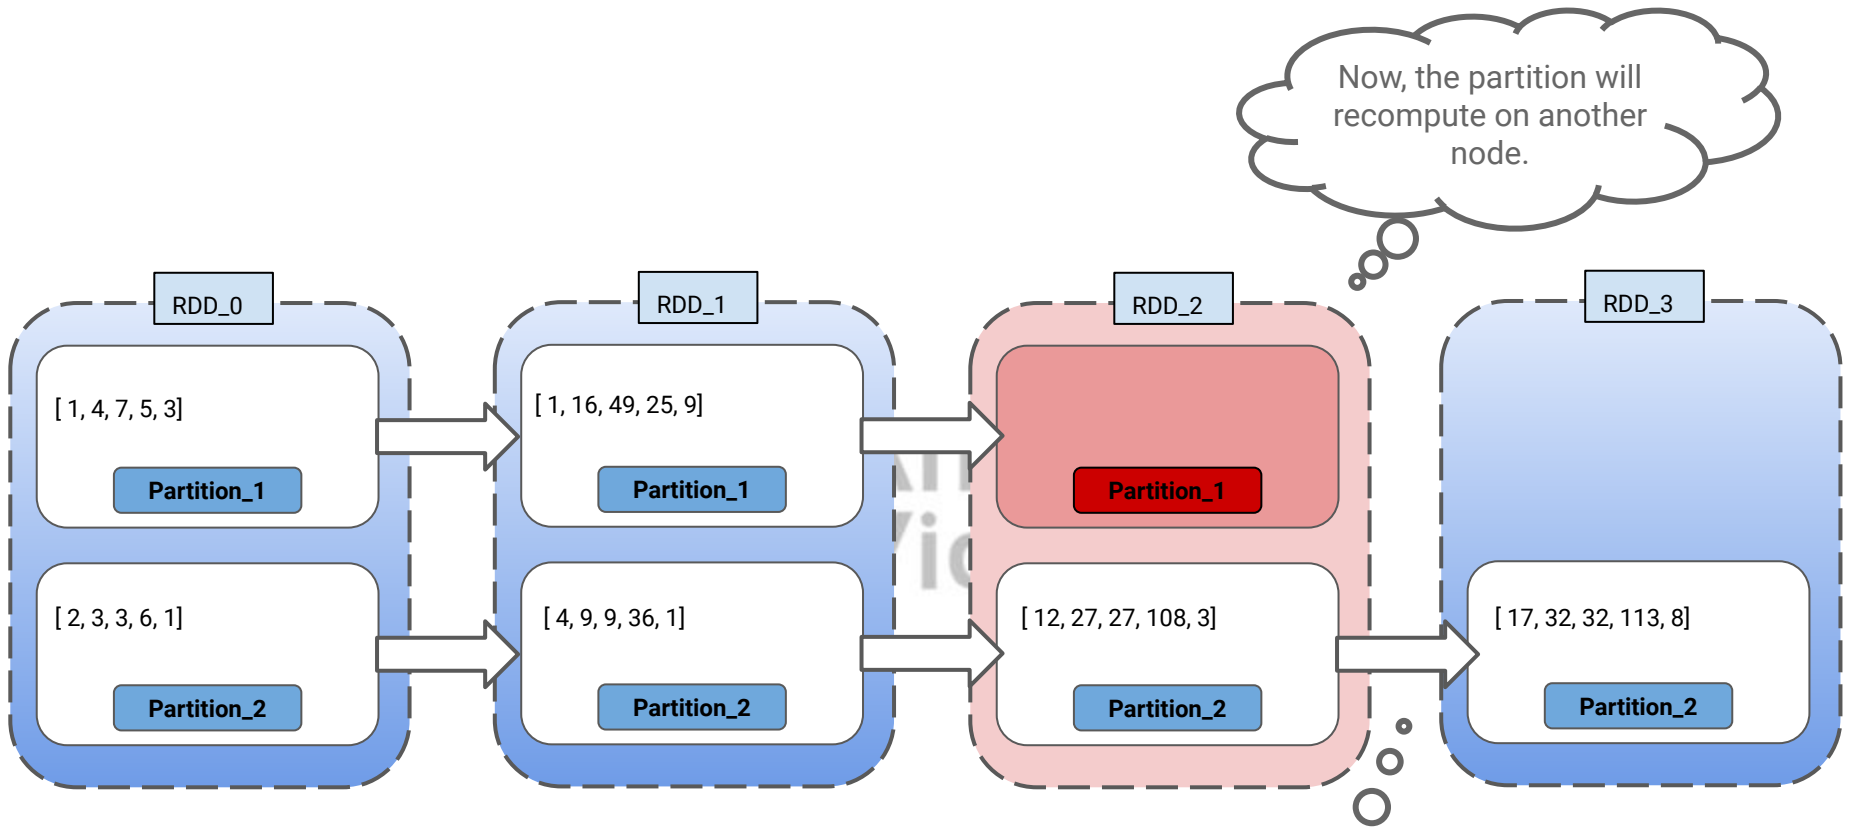 Now, the partition will
recompute on another
node.
RDD_0
RDD_1
RDD_2
RDD_3
[ 1, 4, 7, 5, 3]
Partition_1
[ 1, 16, 49, 25, 9]
Partition_1
Partition_1
[ 2, 3, 3, 6, 1]
Partition_2
[ 4, 9, 9, 36, 1]
Partition_2
[ 12, 27, 27, 108, 3]
Partition_2
[ 17, 32, 32, 113, 8]
Partition_2